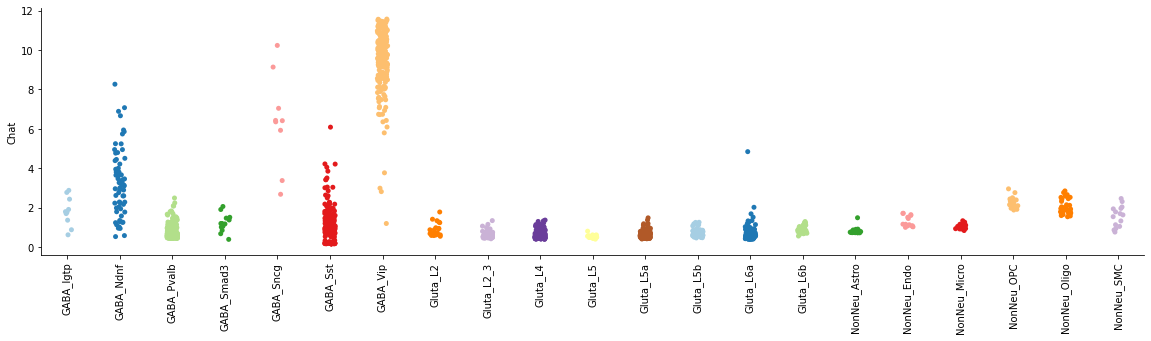 12
10
8
6
4
2
0
Chat
GABA_Igtp
GABA_Ndnf
GABA_Pvalb
GABA_Smad3
GABA_Sncg
GABA_Sst
GABA_Vip
Gluta_L2
Gluta_L2_3
Gluta_L4
Gluta_L5
Gluta_L5a
Gluta_L5b
Gluta_L6a
Gluta_L6b
NonNeu_Astro
NonNeu_Endo
NonNeu_Micro
NonNeu_OPC
NonNeu_Oligo
NonNeu_SMC